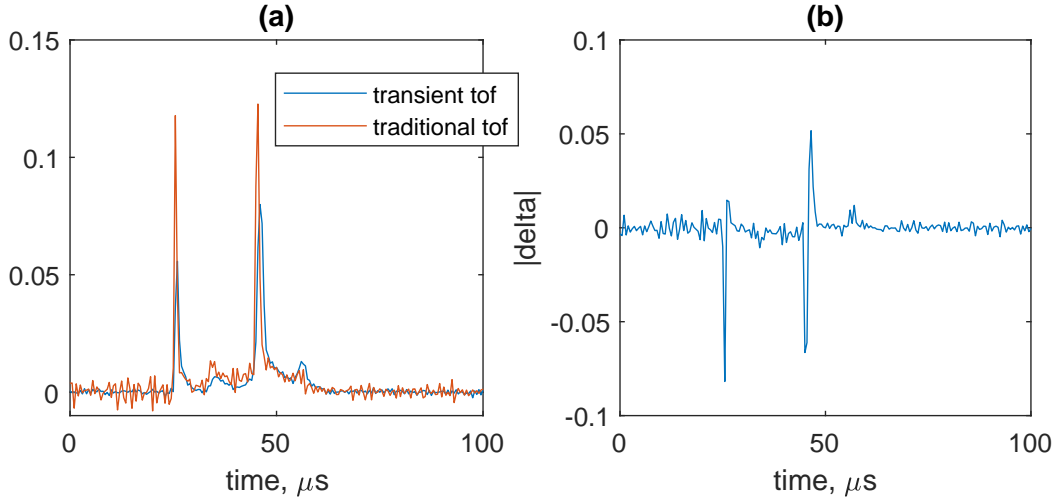 (a)
0.15
0.1
0.05
0
0
50
100
time, μs
transient tof
traditional tof
(b)
0.1
0.05
0
-0.05
-0.1
0
50
100
time, μs
|delta|